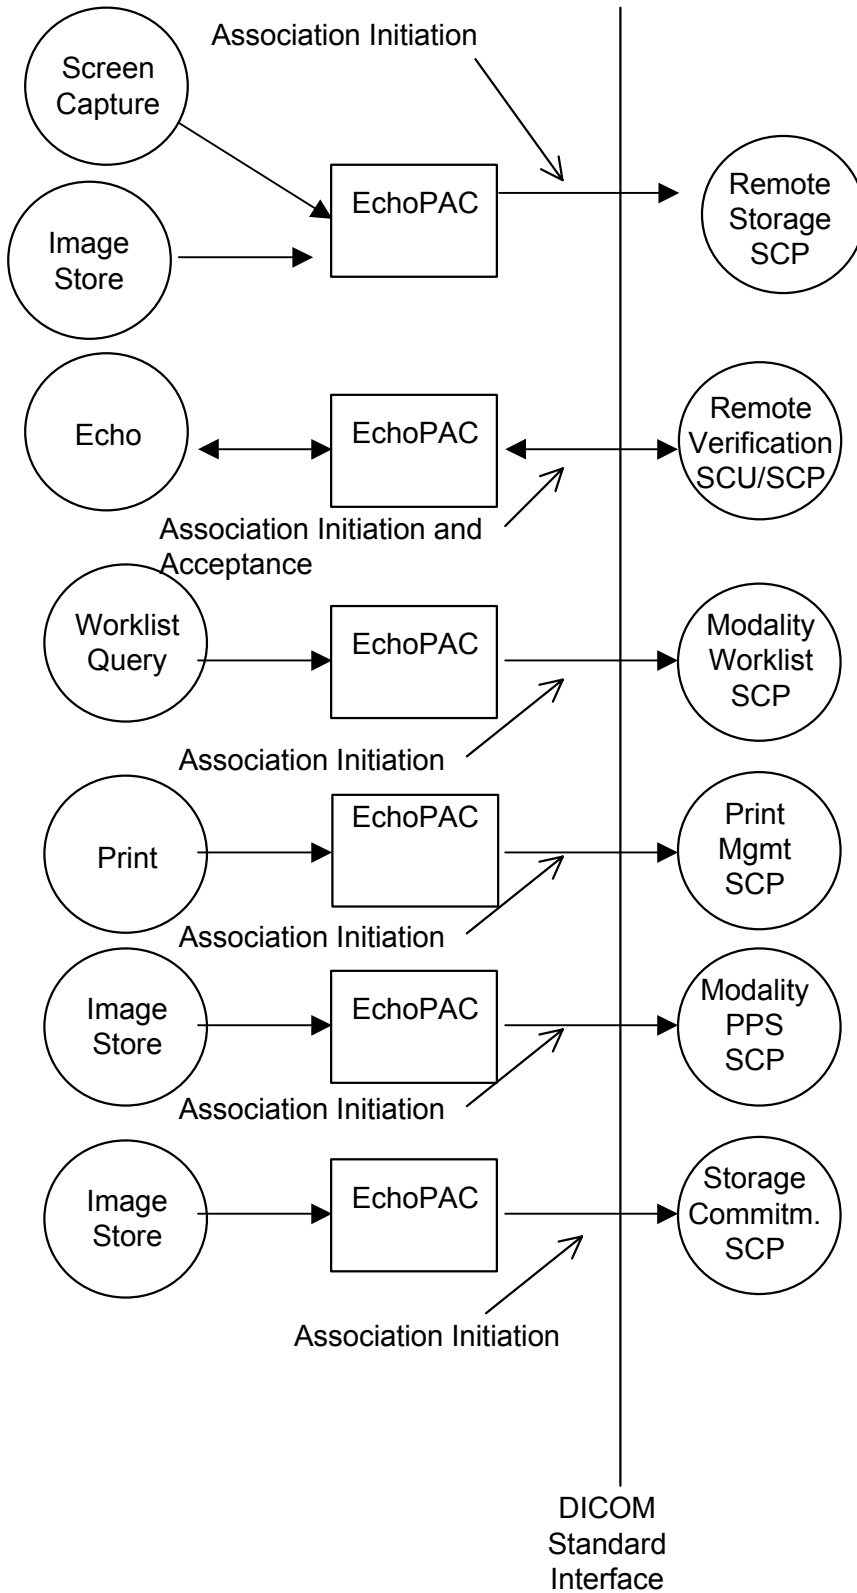 Association Initiation
Screen
Capture
EchoPAC
Remote
Storage
SCP
Image
Store
Echo
EchoPAC
Remote
Verification
SCU/SCP
Association Initiation and
Acceptance
Worklist
Query
EchoPAC
Modality
Worklist
SCP
Association Initiation
Print
EchoPAC
Print
Mgmt
SCP
Association Initiation
Image
Store
EchoPAC
Modality
PPS
SCP
Association Initiation
Image
Store
EchoPAC
Storage
Commitm.
SCP
Association Initiation
DICOM
Standard
Interface